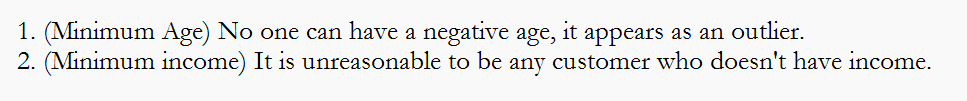 1. (Minimum Age) No one can have a negative age, it appears as an outlier.
2. (Minimum income) It is unreasonable to be any customer who doesn't have income.